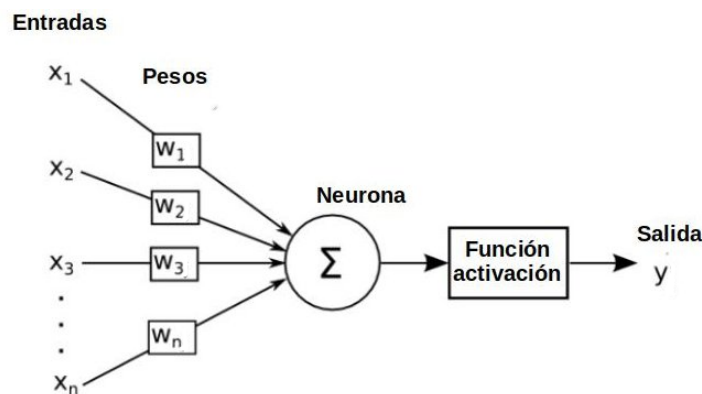 Entradas
x1
Pesos
w1
x2
w2
Neurona
x3
w3
Σ
Función
activación
Salida
y
.
.
.
wn
xn